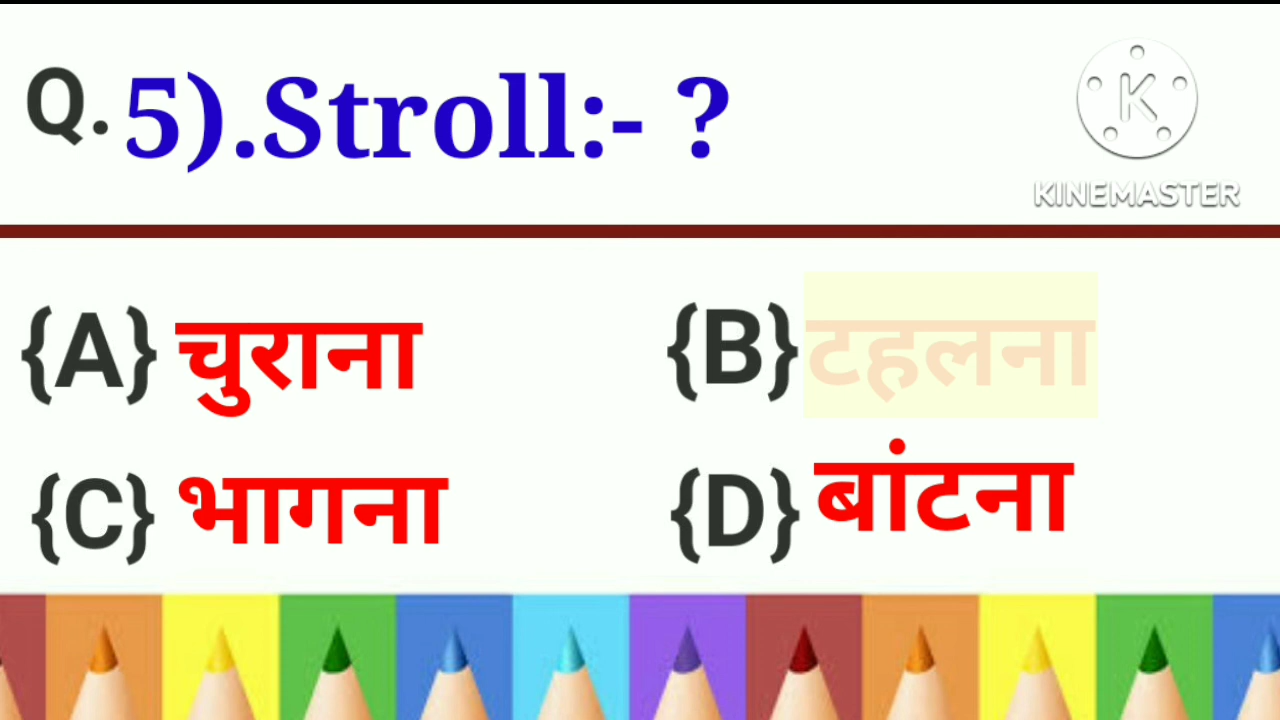 Q. 5).Stroll:- ?
K
KINEMASTER
{A} चुराना
{B} टहलना
{C} भागना
{D} बांटना